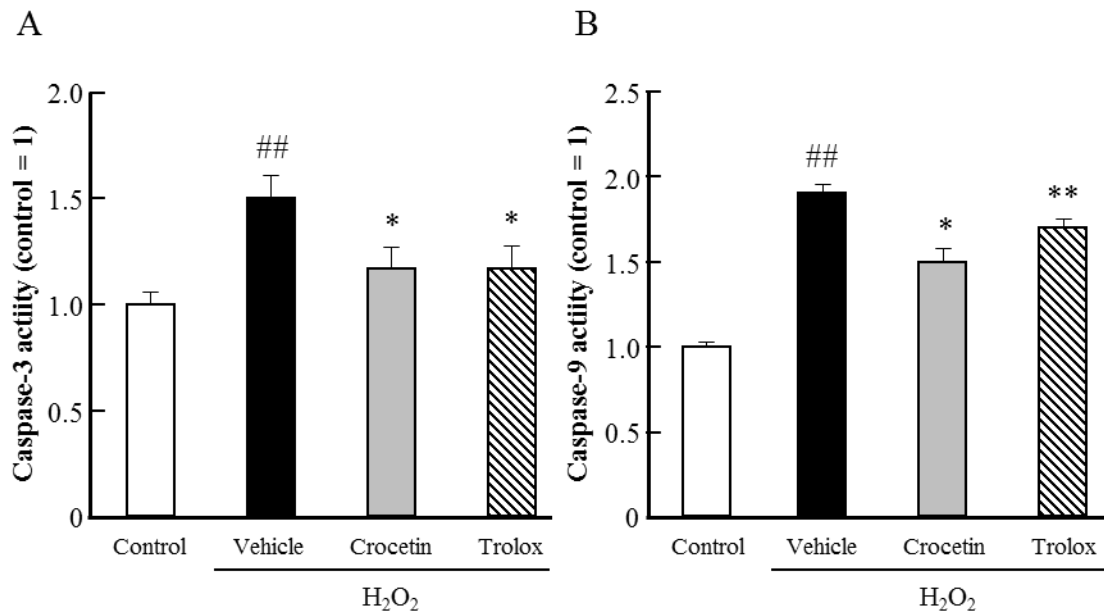 A
Caspase-3 actiity (control = 1)
2.0
1.5
1.0
0.5
0
##
*
*
Control
Vehicle
Crocetin
Trolox
H₂O₂
B
Caspase-9 actiity (control = 1)
2.5
2.0
1.5
1.0
0.5
0
##
*
**
Control
Vehicle
Crocetin
Trolox
H₂O₂